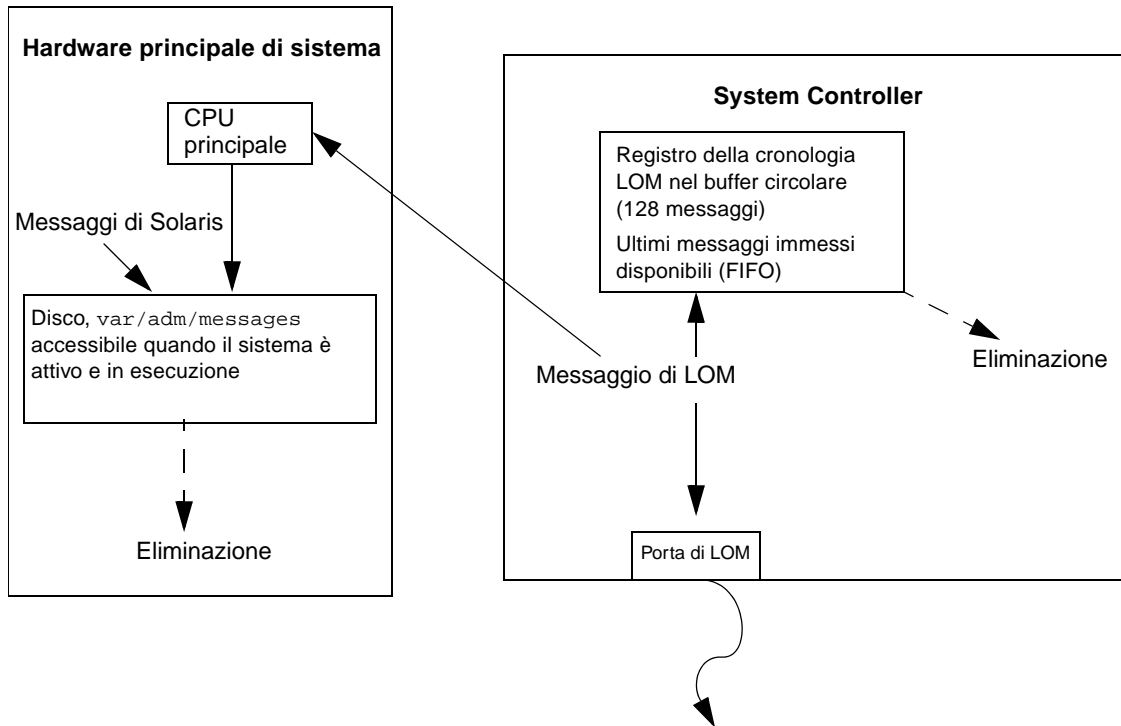 Hardware principale di sistema
CPU
principale
Messaggi di Solaris
Disco, var/adm/messages
accessibile quando il sistema è
attivo e in esecuzione
Eliminazione
System Controller
Registro della cronologia
LOM nel buffer circolare
(128 messaggi)
Ultimi messaggi immessi
disponibili (FIFO)
Eliminazione
Messaggio di LOM
Porta di LOM